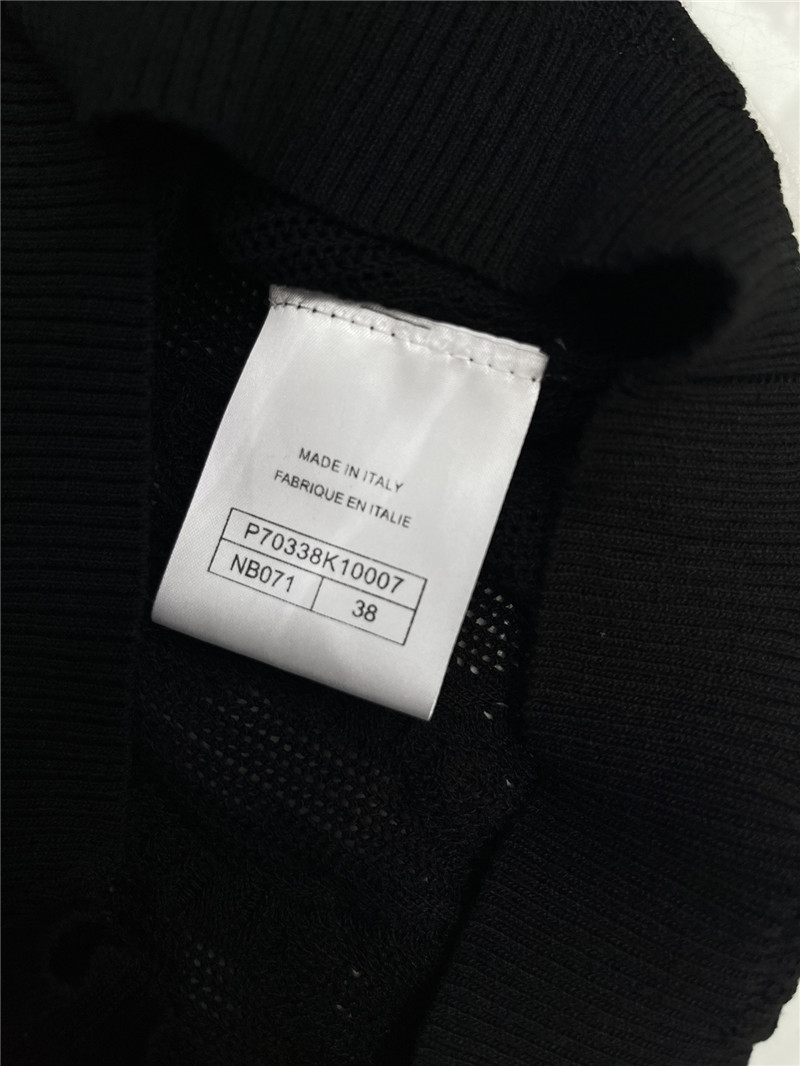 MADE IN ITALY
FABRIQUE EN ITALIE
P70338K10007
NB071 38